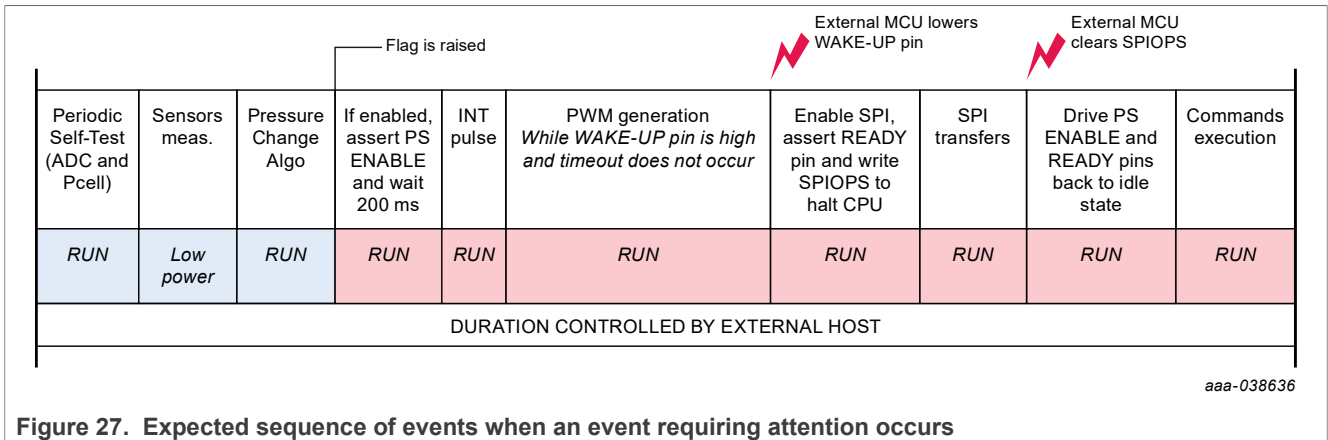 External MCU lowers
WAKE-UP pin
External MCU
clears SPIOPS
Flag is raised
Periodic
Self-Test
(ADC and
Pcell)
Sensors
meas.
Pressure
Change
Algo
If enabled,
assert PS
ENABLE
and wait
200 ms
INT
pulse
PWM generation
While WAKE-UP pin is high
and timeout does not occur
Enable SPI,
assert READY
pin and write
SPIOPS to
halt CPU
SPI
transfers
Drive PS
ENABLE and
READY pins
back to idle
state
Commands
execution
RUN
Low
power
RUN
RUN
RUN
RUN
RUN
RUN
RUN
RUN
DURATION CONTROLLED BY EXTERNAL HOST
aaa-038636
Figure 27. Expected sequence of events when an event requiring attention occurs